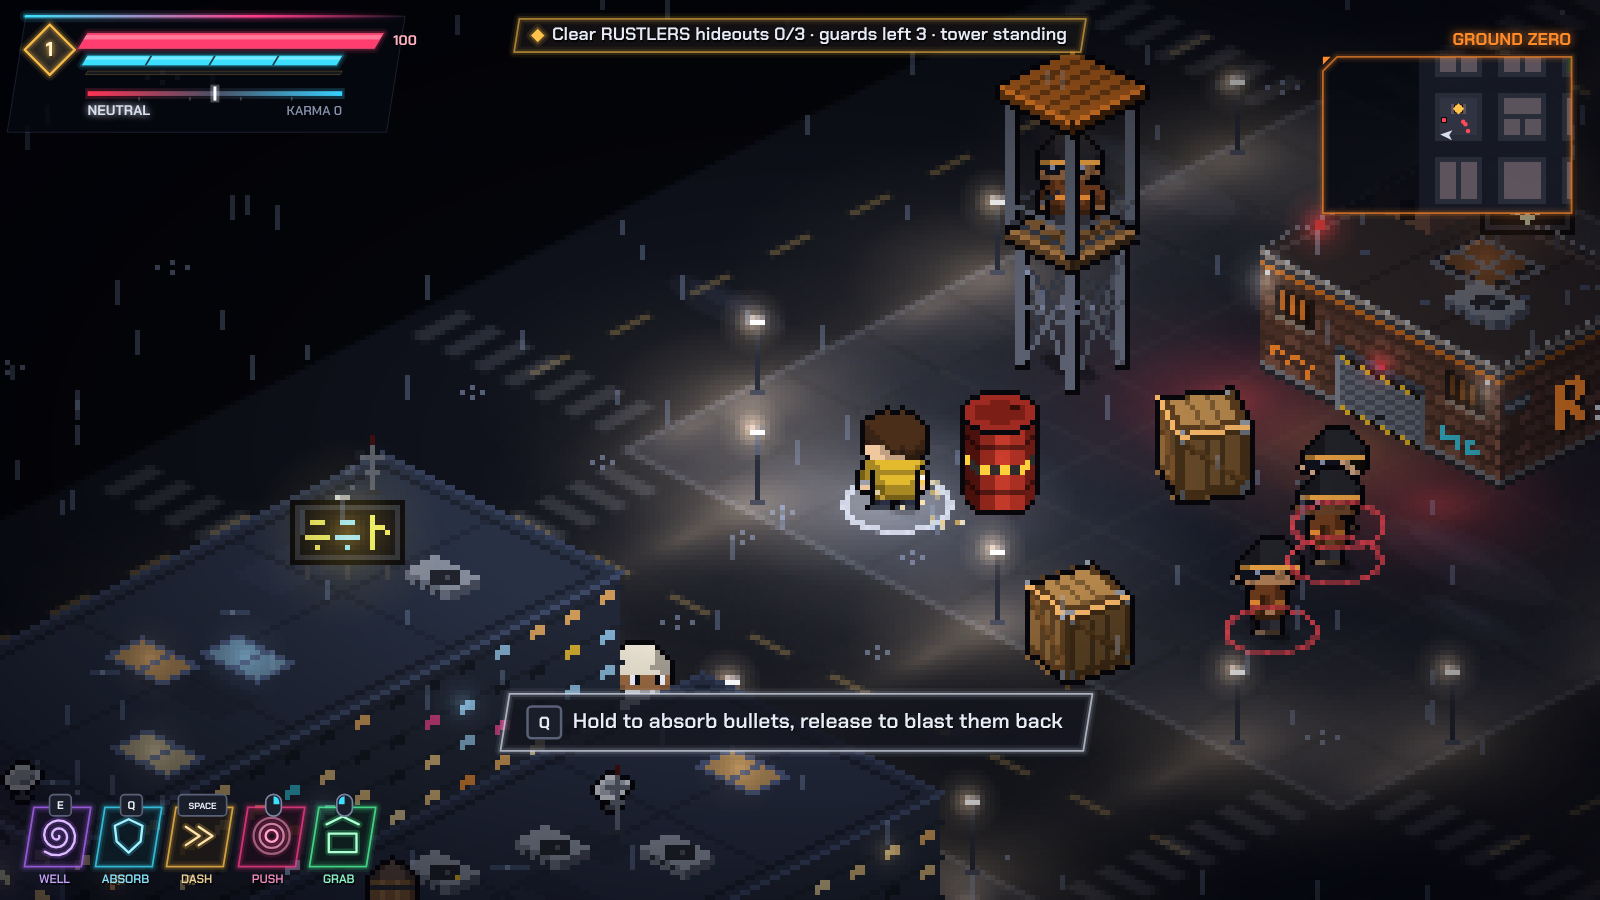 1
100
NEUTRAL
KARMA 0
Clear RUSTLERS hideouts 0/3 · guards left 3 · tower standing
GROUND ZERO
R
Q Hold to absorb bullets, release to blast them back
E
Q
SPACE
WELL
ABSORB
DASH
PUSH
GRAB